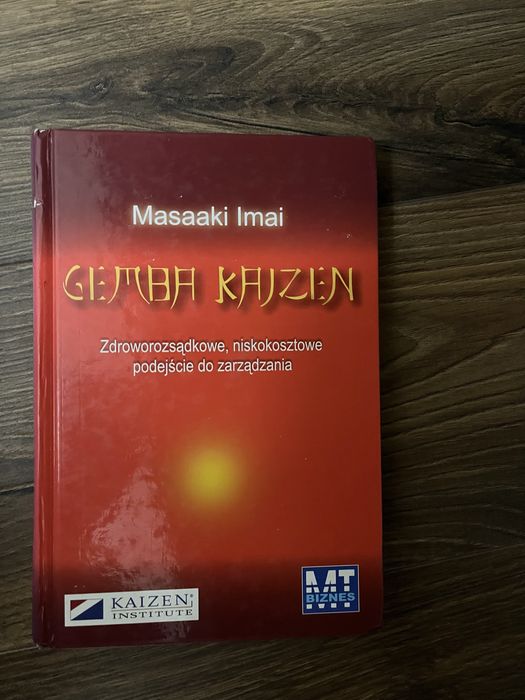 Masaaki Imai
GEMBA KAIZEN
Zdroworozsądkowe, niskokosztowe
podejście do zarządzania
KAIZEN
INSTITUTE
MT
BIZNES